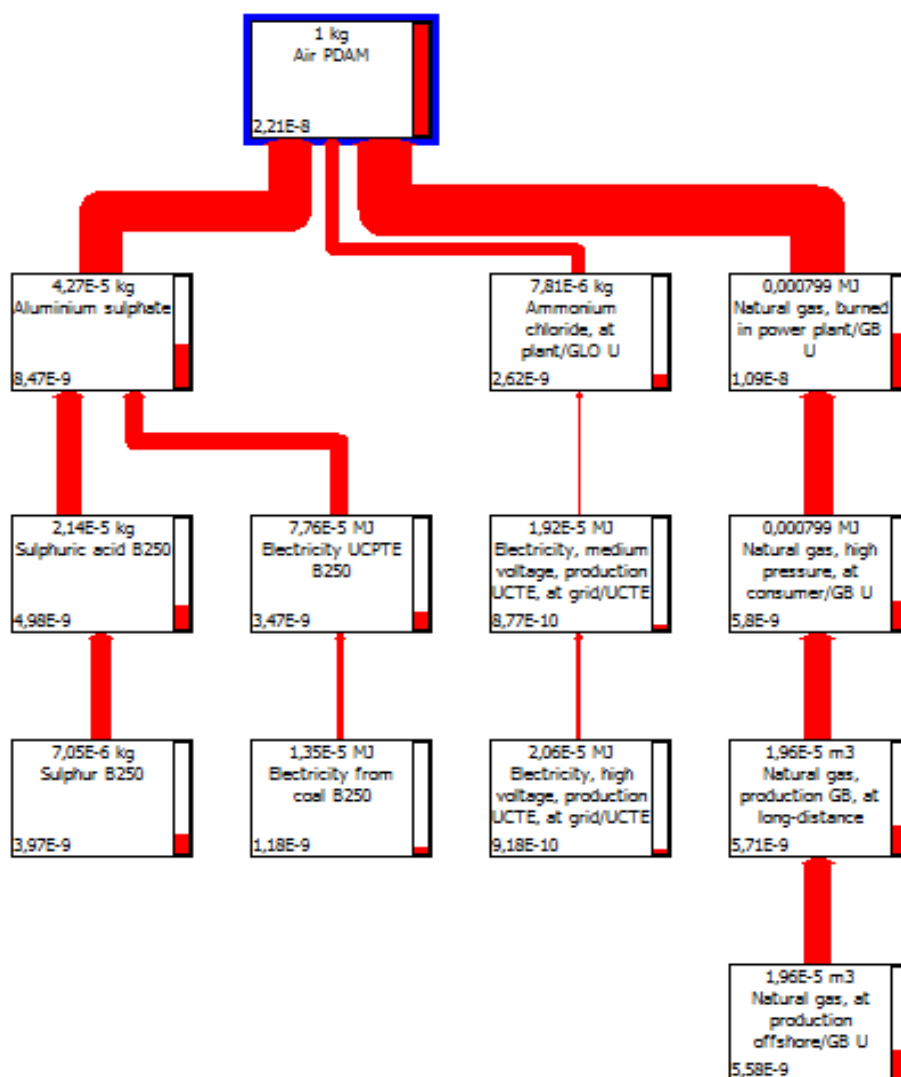 1 kg
Air PDAM
2,21E-8
4,27E-5 kg
Aluminium sulphate
8,47E-9
7,81E-6 kg
Ammonium
chloride, at
plant/GLO U
2,62E-9
0,000799 MJ
Natural gas, burned
in power plant/GB
U
1,09E-8
2,14E-5 kg
Sulphuric acid B250
4,98E-9
7,76E-5 MJ
Electricity UCPTE
B250
3,47E-9
1,92E-5 MJ
Electricity, medium
voltage, production
UCTE, at grid/UCTE
8,77E-10
0,000799 MJ
Natural gas, high
pressure, at
consumer/GB U
5,8E-9
7,05E-6 kg
Sulphur B250
3,97E-9
1,35E-5 MJ
Electricity from
coal B250
1,18E-9
2,06E-5 MJ
Electricity, high
voltage, production
UCTE, at grid/UCTE
9,18E-10
1,96E-5 m3
Natural gas,
production GB, at
long-distance
5,71E-9
1,96E-5 m3
Natural gas, at
production
offshore/GB U
5,58E-9